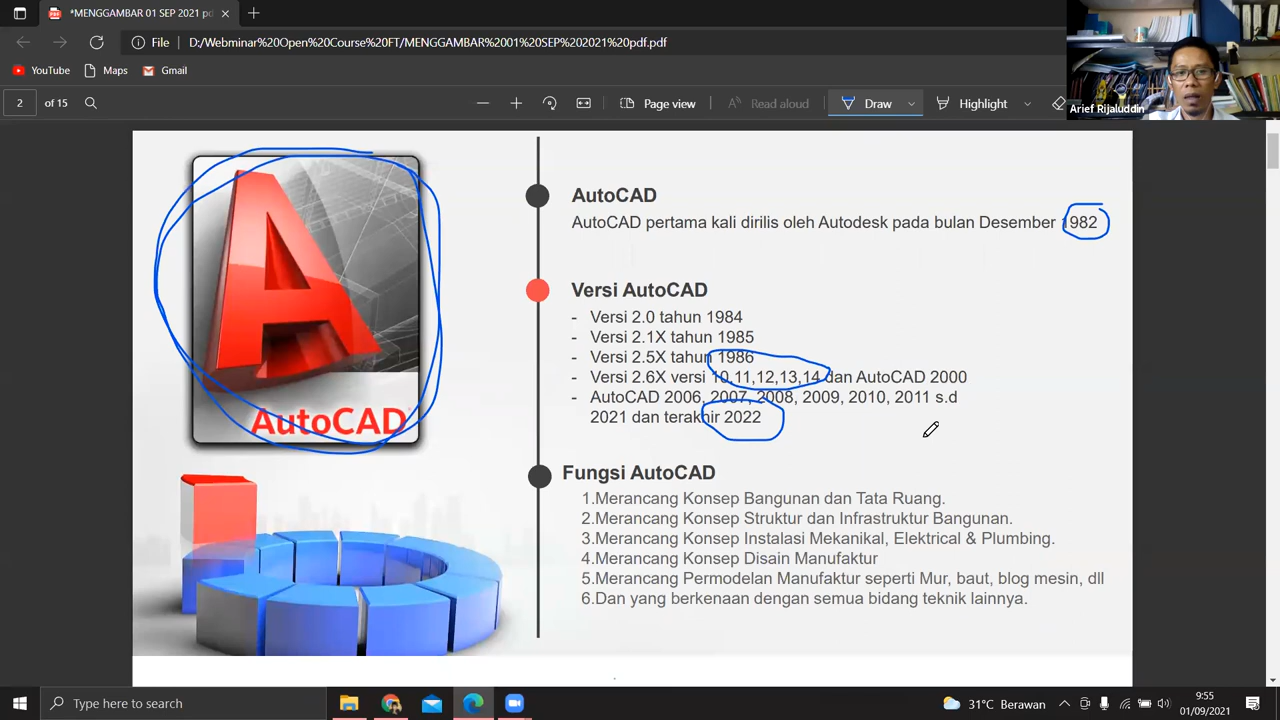 *MENGGAMBAR 01 SEP 2021 pd
File D:/Webminar%20Open%20Course%20FT/MENGGAMBAR%2001%20SEP%202021%20pdf.pdf
YouTube Maps Gmail
2 of 15 Page view Read aloud Draw Highlight
Arief Rijaluddin
AutoCAD
AutoCAD
AutoCAD pertama kali dirilis oleh Autodesk pada bulan Desember 1982
Versi AutoCAD
- Versi 2.0 tahun 1984
- Versi 2.1X tahun 1985
- Versi 2.5X tahun 1986
- Versi 2.6X versi 10,11,12,13,14 dan AutoCAD 2000
- AutoCAD 2006, 2007, 2008, 2009, 2010, 2011 s.d
2021 dan terakhir 2022
Fungsi AutoCAD
1.Merancang Konsep Bangunan dan Tata Ruang.
2.Merancang Konsep Struktur dan Infrastruktur Bangunan.
3.Merancang Konsep Instalasi Mekanikal, Elektrical & Plumbing.
4.Merancang Konsep Disain Manufaktur
5.Merancang Permodelan Manufaktur seperti Mur, baut, blog mesin, dll
6.Dan yang berkenaan dengan semua bidang teknik lainnya.
Type here to search
31°C Berawan
9:55
01/09/2021